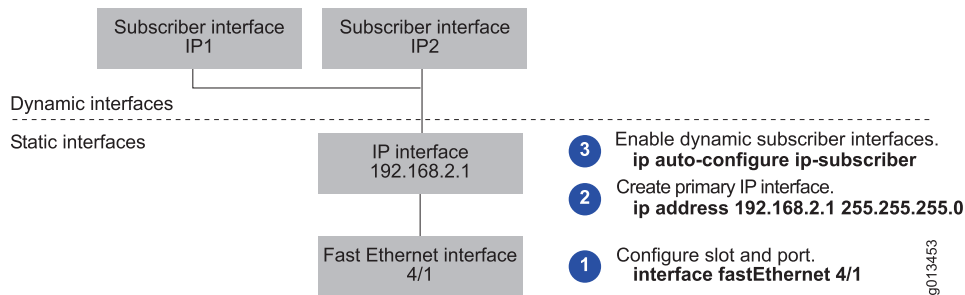 Subscriber interface
IP1
Subscriber interface
IP2
Dynamic interfaces
Static interfaces
IP interface
192.168.2.1
3
Enable dynamic subscriber interfaces.
ip auto-configure ip-subscriber
2
Create primary IP interface.
ip address 192.168.2.1 255.255.255.0
Fast Ethernet interface
4/1
1
Configure slot and port.
interface fastEthernet 4/1
g013453